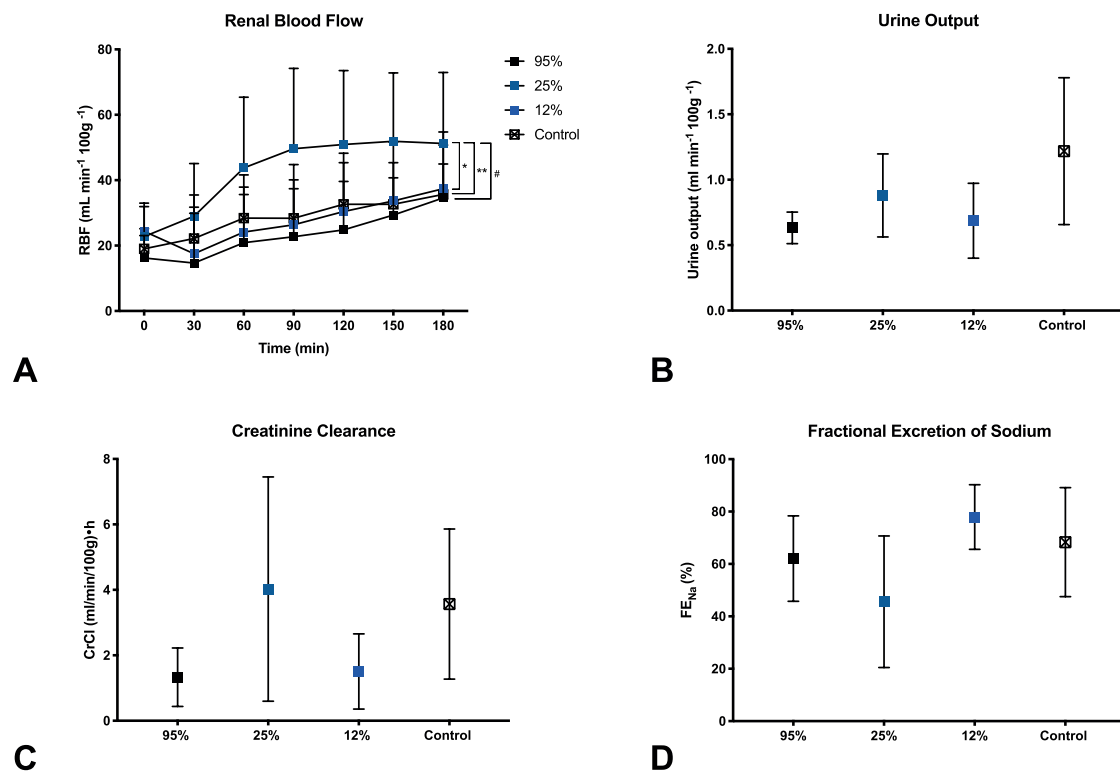 Renal Blood Flow
80
60
40
20
0
RBF (mL min⁻¹ 100g ⁻¹)
0 30 60 90 120 150 180
Time (min)
95%
25%
12%
Control
* ** #
A
Urine Output
2.0
1.5
1.0
0.5
0.0
Urine output (ml min⁻¹ 100g)
95% 25% 12% Control
B
Creatinine Clearance
8
6
4
2
0
CrCl (ml/min/100g)•h
95% 25% 12% Control
C
Fractional Excretion of Sodium
100
80
60
40
20
0
FENa (%)
95% 25% 12% Control
D